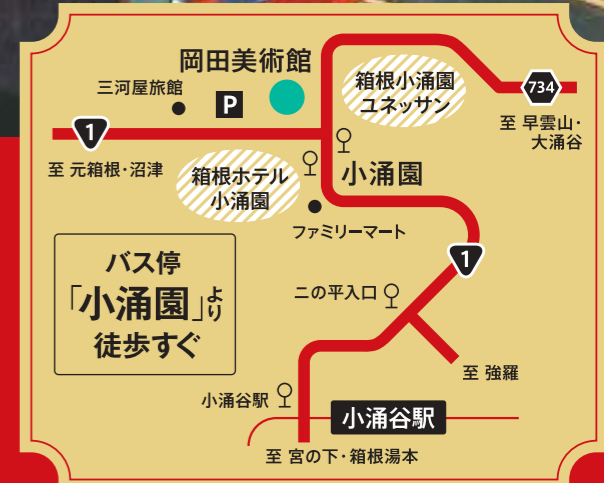 岡田美術館
三河屋旅館
P
箱根小涌園
ユネッサン
734
至 早雲山・
大涌谷
1
至 元箱根・沼津
箱根ホテル
小涌園
小涌園
ファミリーマート
1
バス停
「小涌園」より
徒歩すぐ
二の平入口
至 強羅
小涌谷駅
小涌谷駅
至 宮の下・箱根湯本